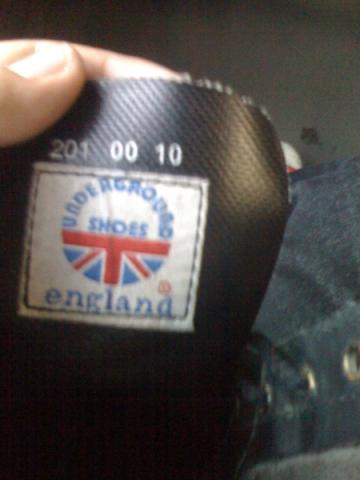 201 00 10
UNDERGROUND
SHOES
®
england